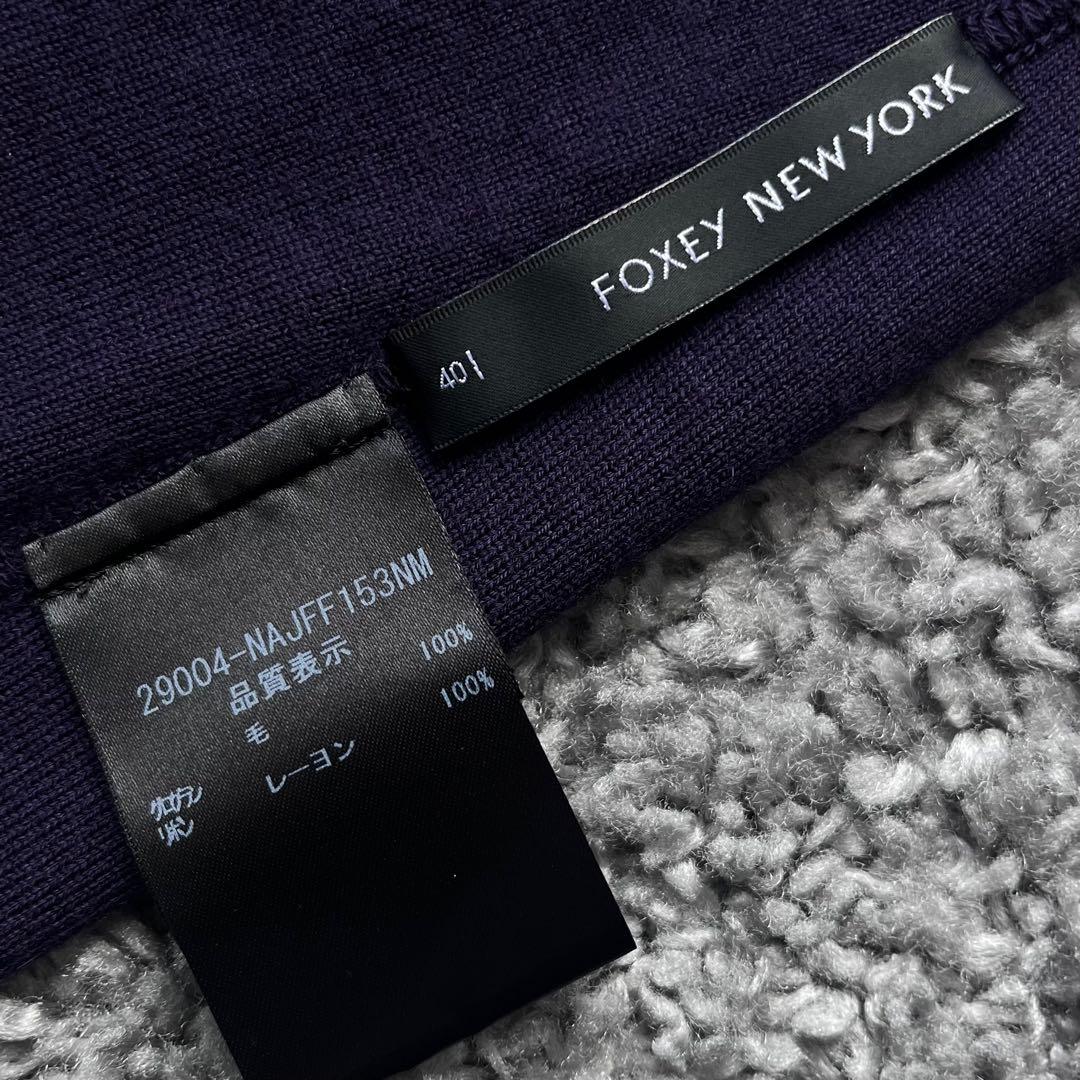 FOXEY NEW YORK
40
29004-NAJFF153NM
品質表示
毛 100%
レーヨン 100%
グログラン
リボン